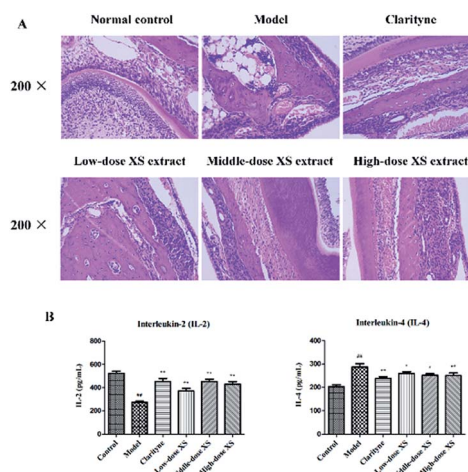 A
Normal control Model Clarityne
200 ×
Low-dose XS extract Middle-dose XS extract High-dose XS extract
200 ×
B
Interleukin-2 (IL-2)
IL-2 (pg/mL)
800
600
400
200
0
##
**
**
**
**
Control
Model
Clarityne
Low-dose XS
Middle-dose XS
High-dose XS
Interleukin-4 (IL-4)
IL-4 (pg/mL)
400
300
200
100
0
##
**
*
*
**
Control
Model
Clarityne
Low-dose XS
Middle-dose XS
High-dose XS